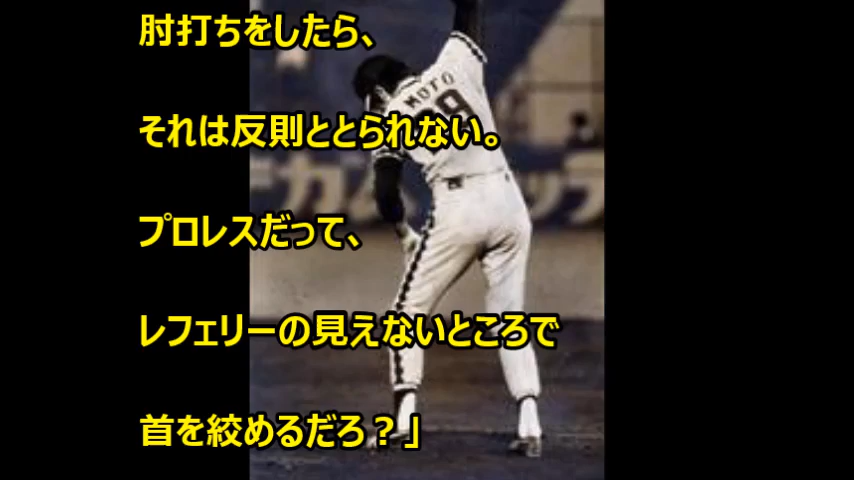 肘打ちをしたら、
それは反則ととられない。
プロレスだって、
レフェリーの見えないところで
首を絞めるだろ？」
MOTO